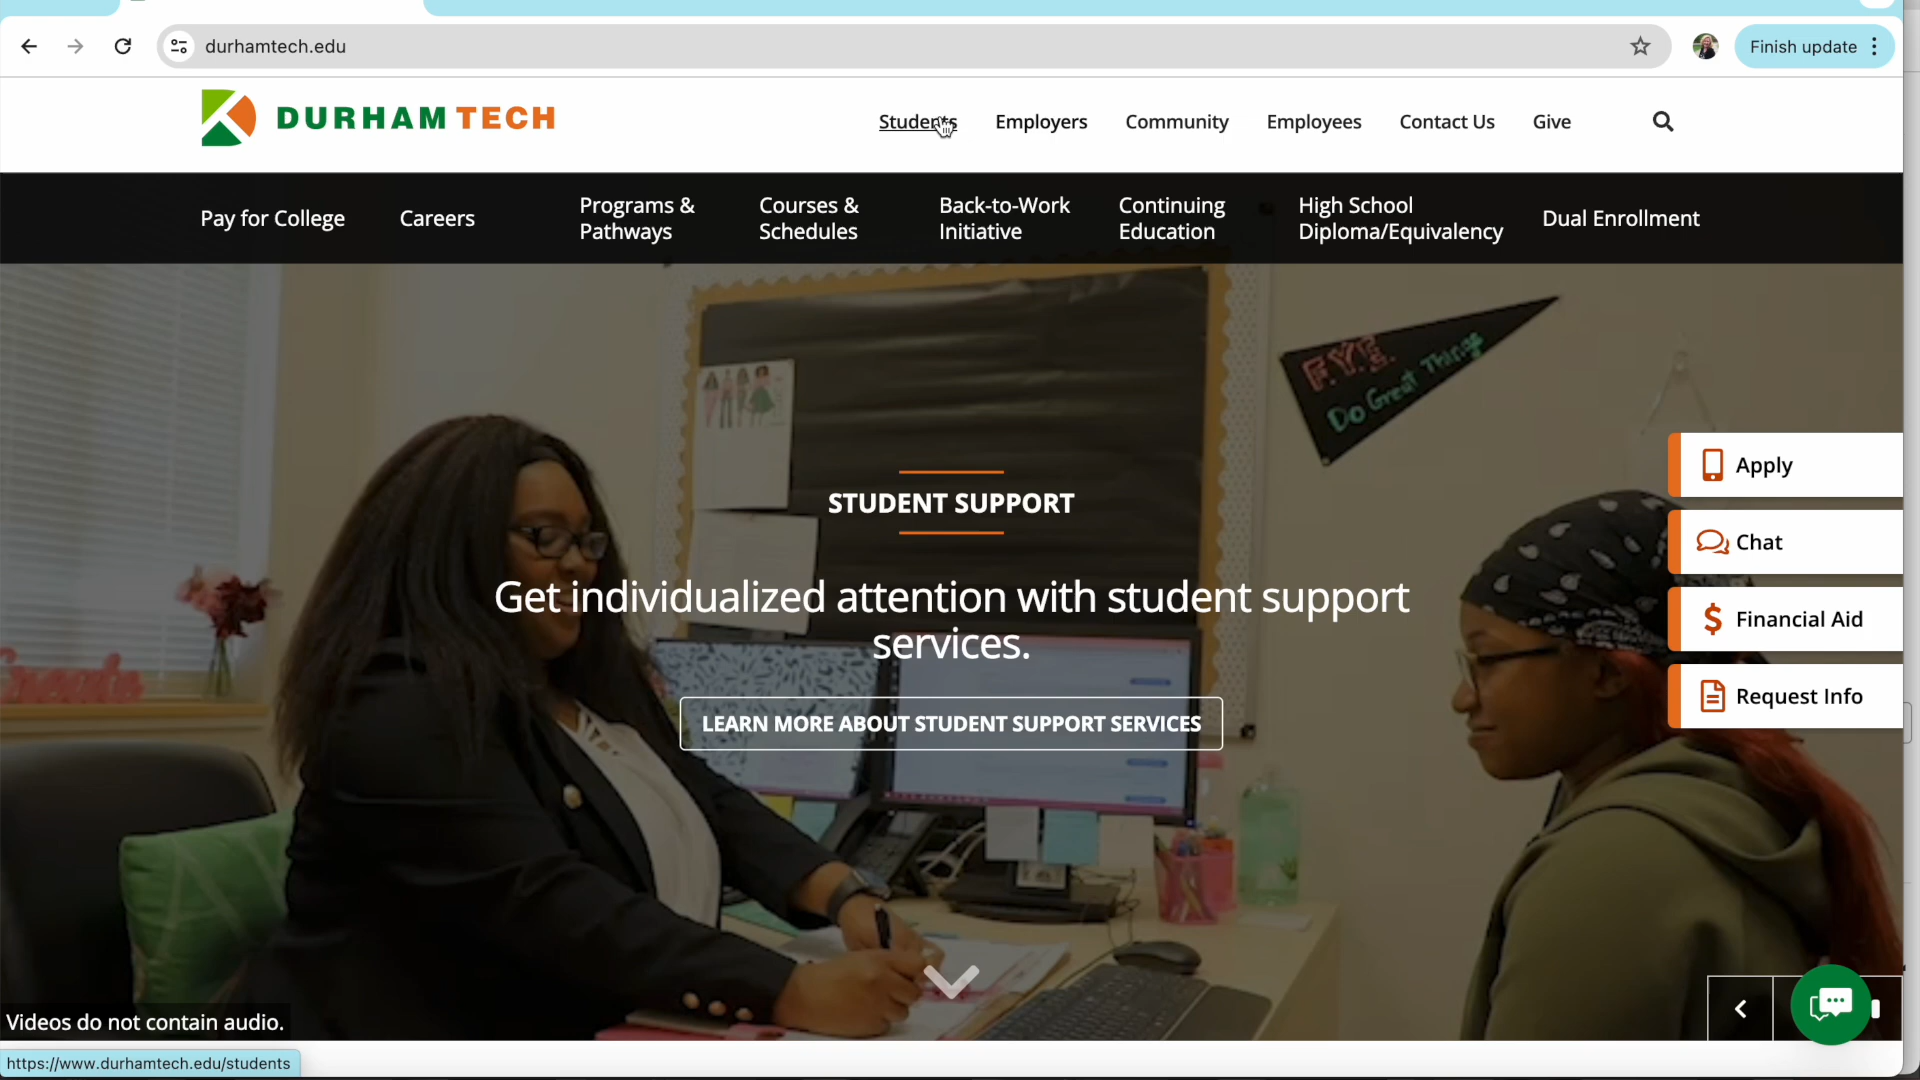 durhamtech.edu
Finish update
DURHAM TECH
Students
Employers
Community
Employees
Contact Us
Give
Pay for College
Careers
Programs &
Pathways
Courses &
Schedules
Back-to-Work
Initiative
Continuing
Education
High School
Diploma/Equivalency
Dual Enrollment
F.Y.E.
Do Great Things
STUDENT SUPPORT
Get individualized attention with student support
services.
LEARN MORE ABOUT STUDENT SUPPORT SERVICES
Apply
Chat
Financial Aid
Request Info
Videos do not contain audio.
https://www.durhamtech.edu/students